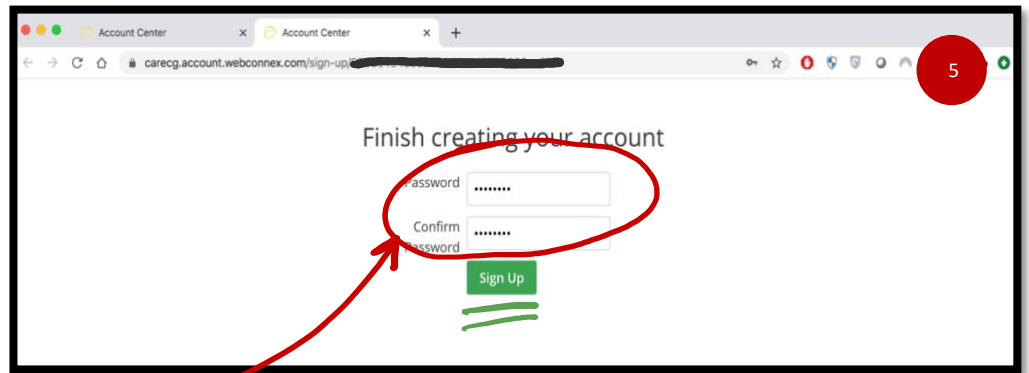 Account Center × Account Center × +
carecg.account.webconnex.com/sign-up/
5
Finish creating your account
Password ••••••••
Confirm ••••••••
Password
Sign Up